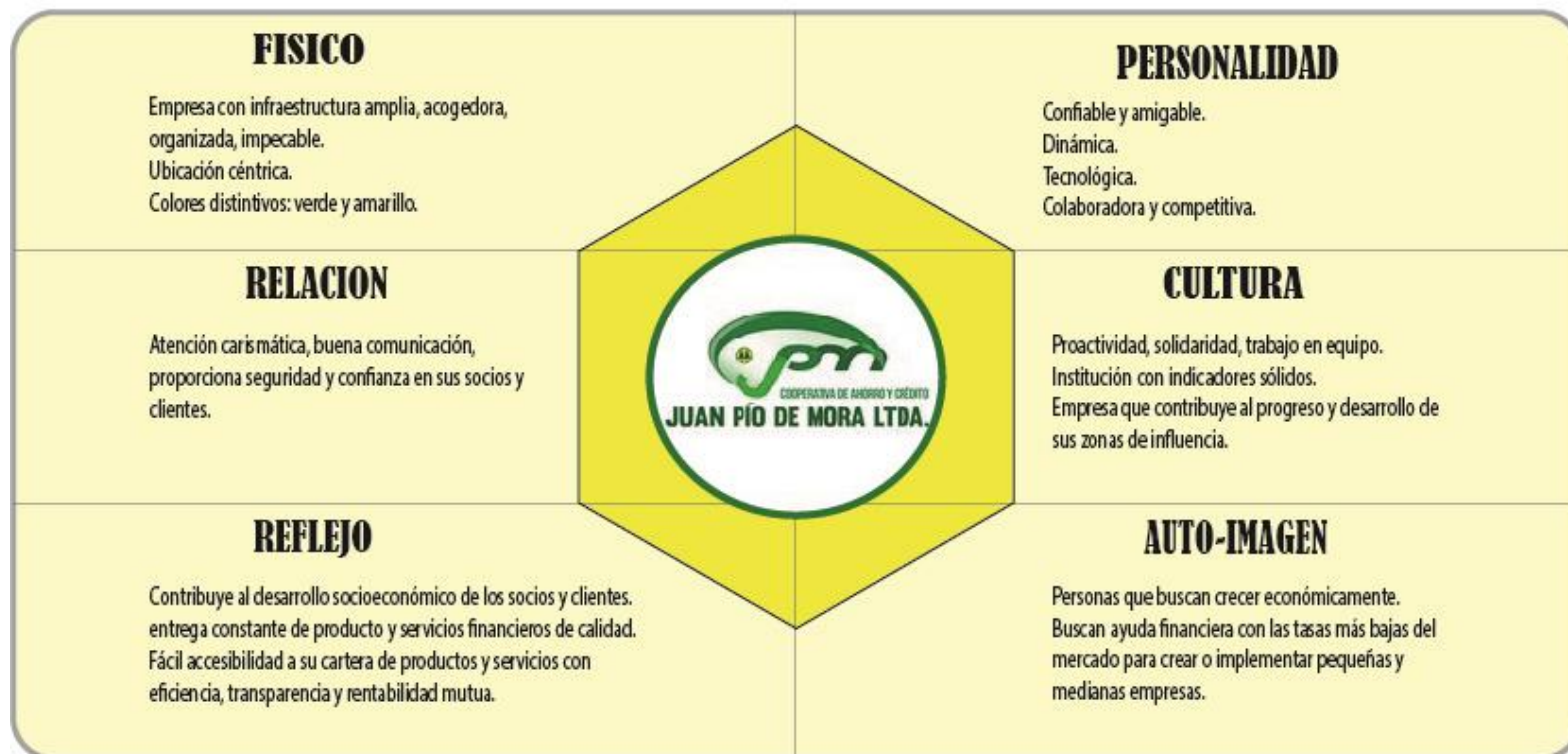 FISICO
Empresa con infraestructura amplia, acogedora,
organizada, impecable.
Ubicación céntrica.
Colores distintivos: verde y amarillo.
PERSONALIDAD
Confiable y amigable.
Dinámica.
Tecnológica.
Colaboradora y competitiva.
RELACION
Atención carismática, buena comunicación,
proporciona seguridad y confianza en sus socios y
clientes.
jpm
COOPERATIVA DE AHORRO Y CRÉDITO
JUAN PÍO DE MORA LTDA.
CULTURA
Proactividad, solidaridad, trabajo en equipo.
Institución con indicadores sólidos.
Empresa que contribuye al progreso y desarrollo de
sus zonas de influencia.
REFLEJO
Contribuye al desarrollo socioeconómico de los socios y clientes.
entrega constante de producto y servicios financieros de calidad.
Fácil accesibilidad a su cartera de productos y servicios con
eficiencia, transparencia y rentabilidad mutua.
AUTO-IMAGEN
Personas que buscan crecer económicamente.
Buscan ayuda financiera con las tasas más bajas del
mercado para crear o implementar pequeñas y
medianas empresas.